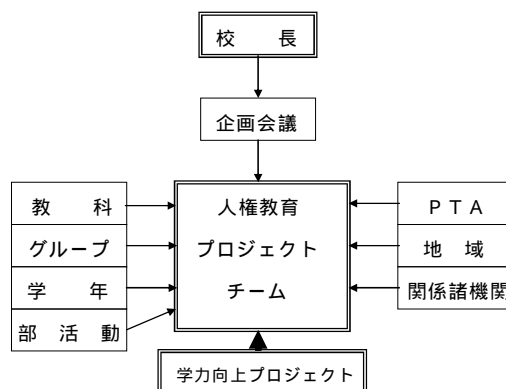 校　長
企画会議
人権教育
プロジェクト
チーム
教　科
グループ
学　年
部 活 動
ＰＴＡ
地　域
関係諸機関
学力向上プロジェクト